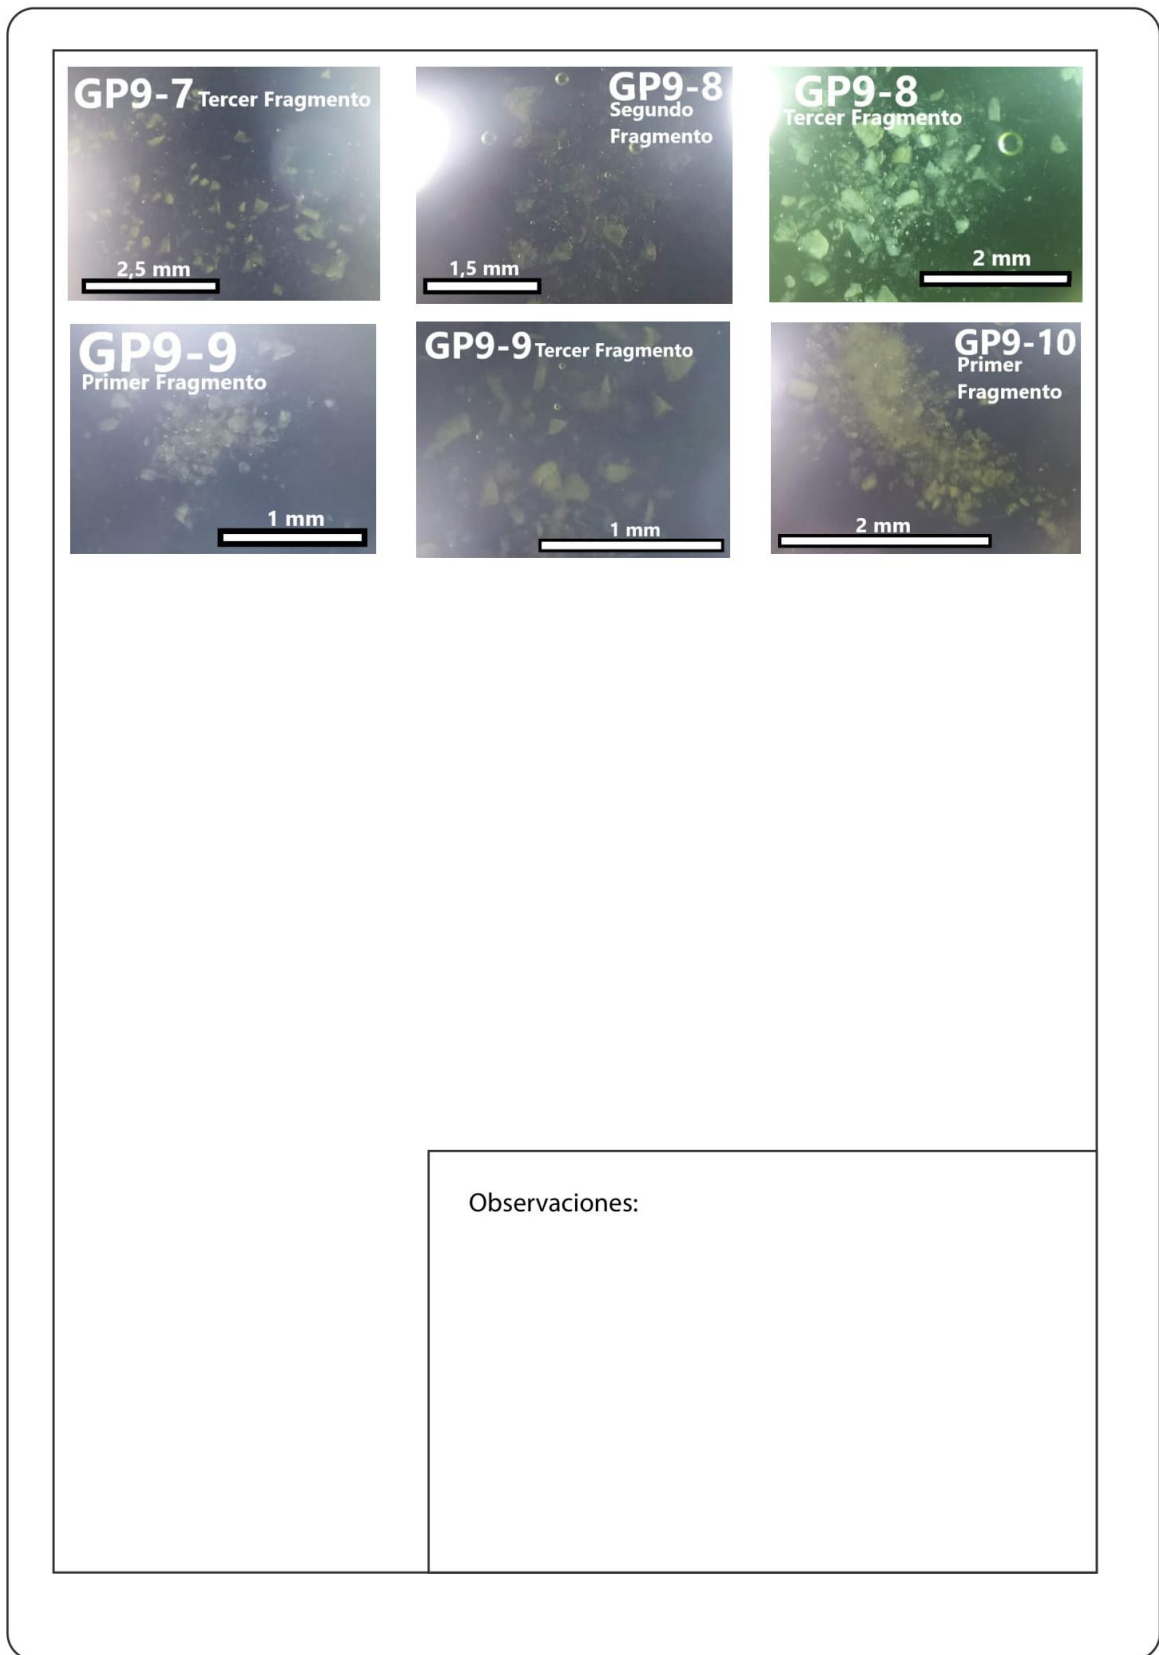 GP9-7 Tercer Fragmento
2,5 mm
GP9-8
Segundo
Fragmento
1,5 mm
GP9-8
Tercer Fragmento
2 mm
GP9-9
Primer Fragmento
1 mm
GP9-9 Tercer Fragmento
1 mm
GP9-10
Primer
Fragmento
2 mm
Observaciones: